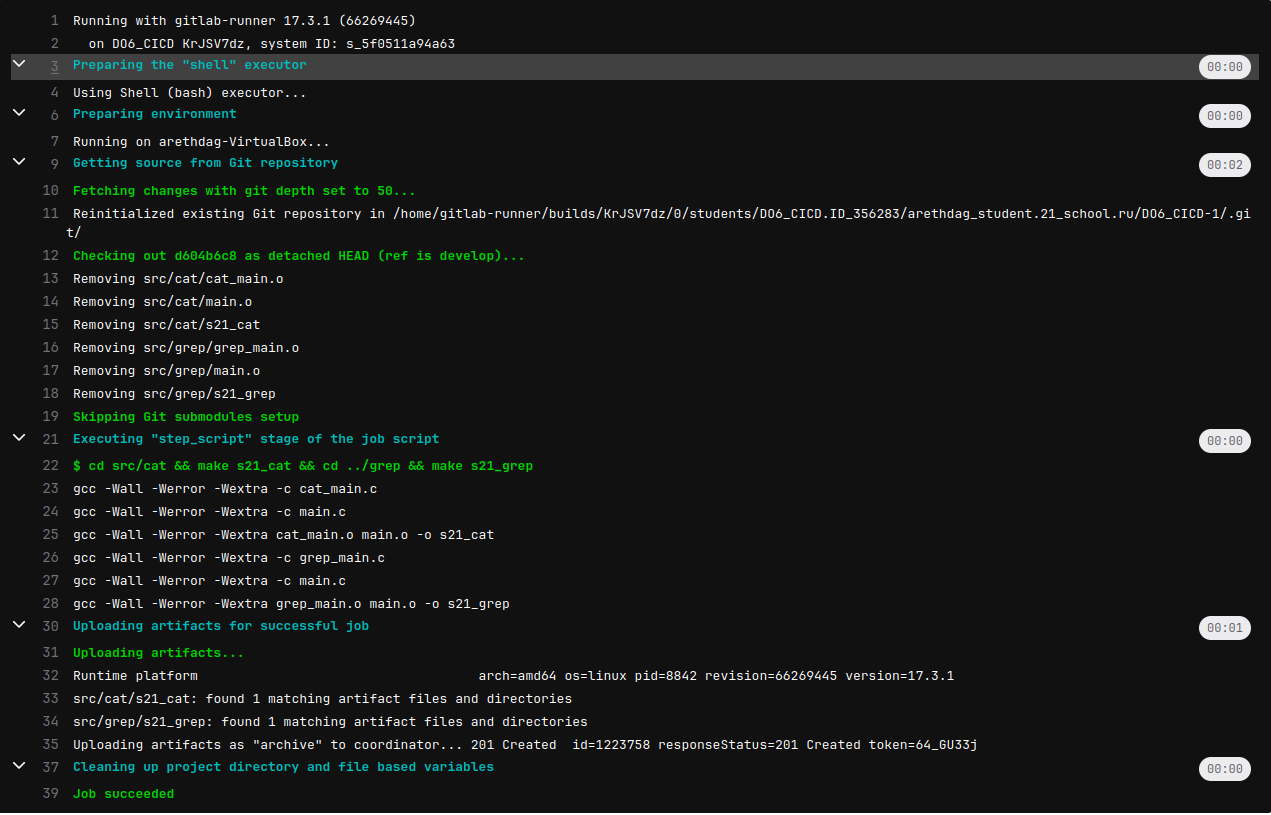 1 Running with gitlab-runner 17.3.1 (66269445)
2 on DO6_CICD KrJSV7dz, system ID: s_5f0511a94a63
3 Preparing the "shell" executor 00:00
4 Using Shell (bash) executor...
6 Preparing environment 00:00
7 Running on arethdag-VirtualBox...
9 Getting source from Git repository 00:02
10 Fetching changes with git depth set to 50...
11 Reinitialized existing Git repository in /home/gitlab-runner/builds/KrJSV7dz/0/students/DO6_CICD.ID_356283/arethdag_student.21_school.ru/DO6_CICD-1/.gi
t/
12 Checking out d604b6c8 as detached HEAD (ref is develop)...
13 Removing src/cat/cat_main.o
14 Removing src/cat/main.o
15 Removing src/cat/s21_cat
16 Removing src/grep/grep_main.o
17 Removing src/grep/main.o
18 Removing src/grep/s21_grep
19 Skipping Git submodules setup
21 Executing "step_script" stage of the job script 00:00
22 $ cd src/cat && make s21_cat && cd ../grep && make s21_grep
23 gcc -Wall -Werror -Wextra -c cat_main.c
24 gcc -Wall -Werror -Wextra -c main.c
25 gcc -Wall -Werror -Wextra cat_main.o main.o -o s21_cat
26 gcc -Wall -Werror -Wextra -c grep_main.c
27 gcc -Wall -Werror -Wextra -c main.c
28 gcc -Wall -Werror -Wextra grep_main.o main.o -o s21_grep
30 Uploading artifacts for successful job 00:01
31 Uploading artifacts...
32 Runtime platform arch=amd64 os=linux pid=8842 revision=66269445 version=17.3.1
33 src/cat/s21_cat: found 1 matching artifact files and directories
34 src/grep/s21_grep: found 1 matching artifact files and directories
35 Uploading artifacts as "archive" to coordinator... 201 Created id=1223758 responseStatus=201 Created token=64_GU33j
37 Cleaning up project directory and file based variables 00:00
39 Job succeeded